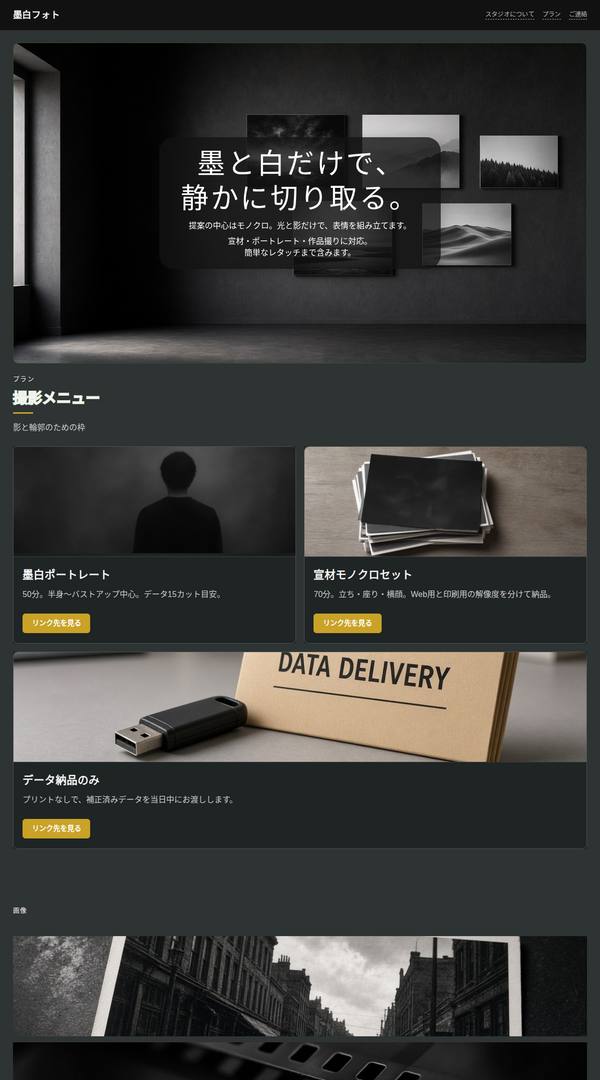 墨白フォト
スタジオについて プラン ご連絡
墨と白だけで、
静かに切り取る。
提案の中心はモノクロ。光と影だけで、表情を組み立てます。
宣材・ポートレート・作品撮りに対応。
簡単なレタッチまで含みます。
プラン
撮影メニュー
影と輪郭のための枠
墨白ポートレート
50分。半身〜バストアップ中心。データ15カット目安。
リンク先を見る
宣材モノクロセット
70分。立ち・座り・横顔。Web用と印刷用の解像度を分けて納品。
リンク先を見る
DATA DELIVERY
データ納品のみ
プリントなしで、補正済みデータを当日中にお渡しします。
リンク先を見る
画像